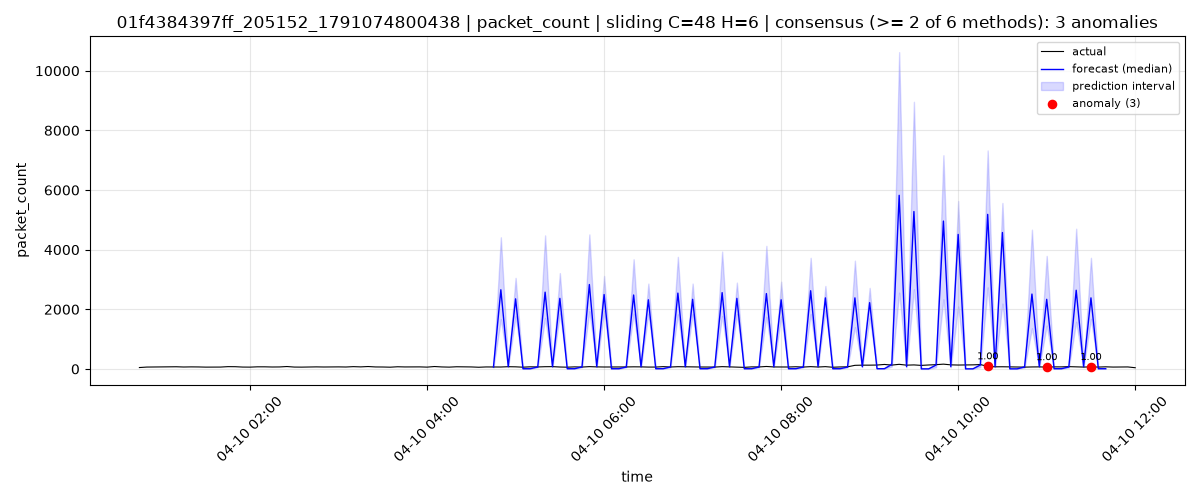 01f4384397ff_205152_1791074800438 | packet_count | sliding C=48 H=6 | consensus (>= 2 of 6 methods): 3 anomalies
actual
forecast (median)
prediction interval
anomaly (3)
10000
8000
6000
4000
2000
0
packet_count
1.00
1.00
1.00
04-10 02:00
04-10 04:00
04-10 06:00
04-10 08:00
04-10 10:00
04-10 12:00
time